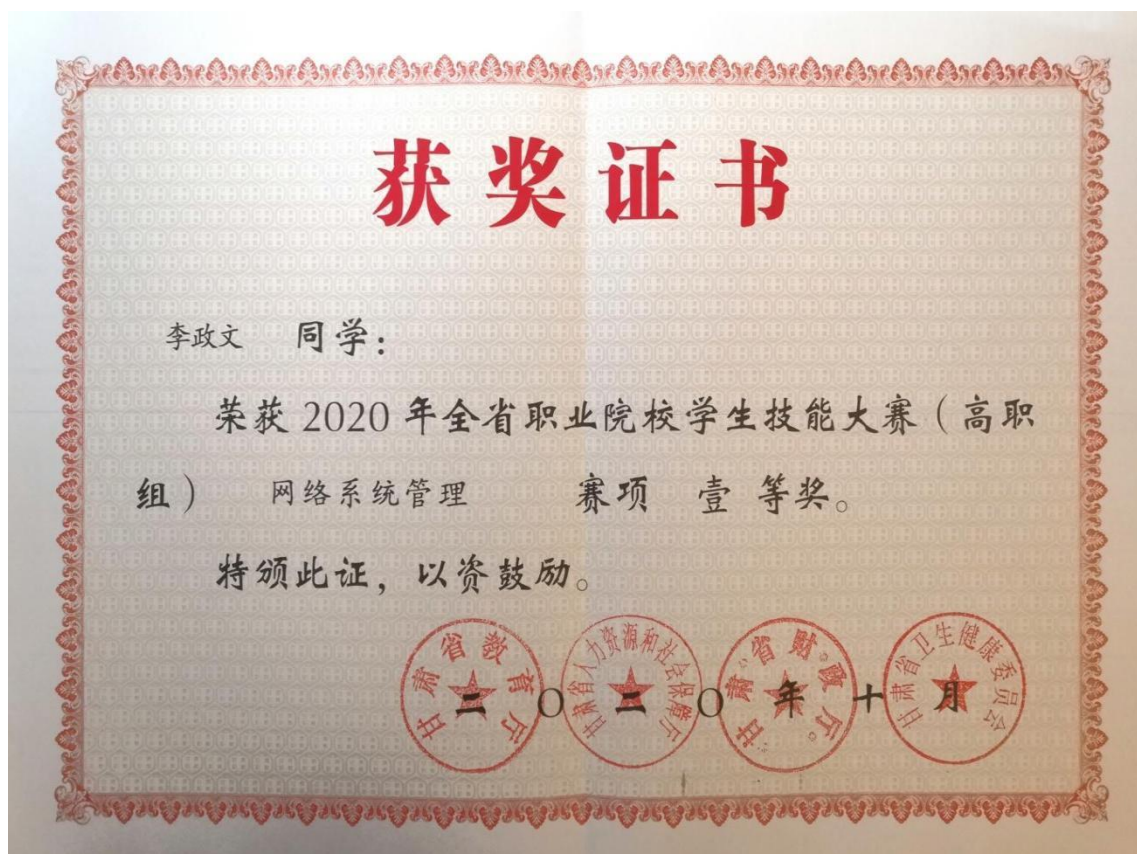 获奖证书
李政文 同学：
荣获 2020 年全省职业院校学生技能大赛（高职
组） 网络系统管理 赛项 壹 等奖。
特颁此证，以资鼓励。
甘肃省教育厅
甘肃省人力资源和社会保障厅
甘肃省财政厅
甘肃省卫生健康委员会
二〇二〇年十月